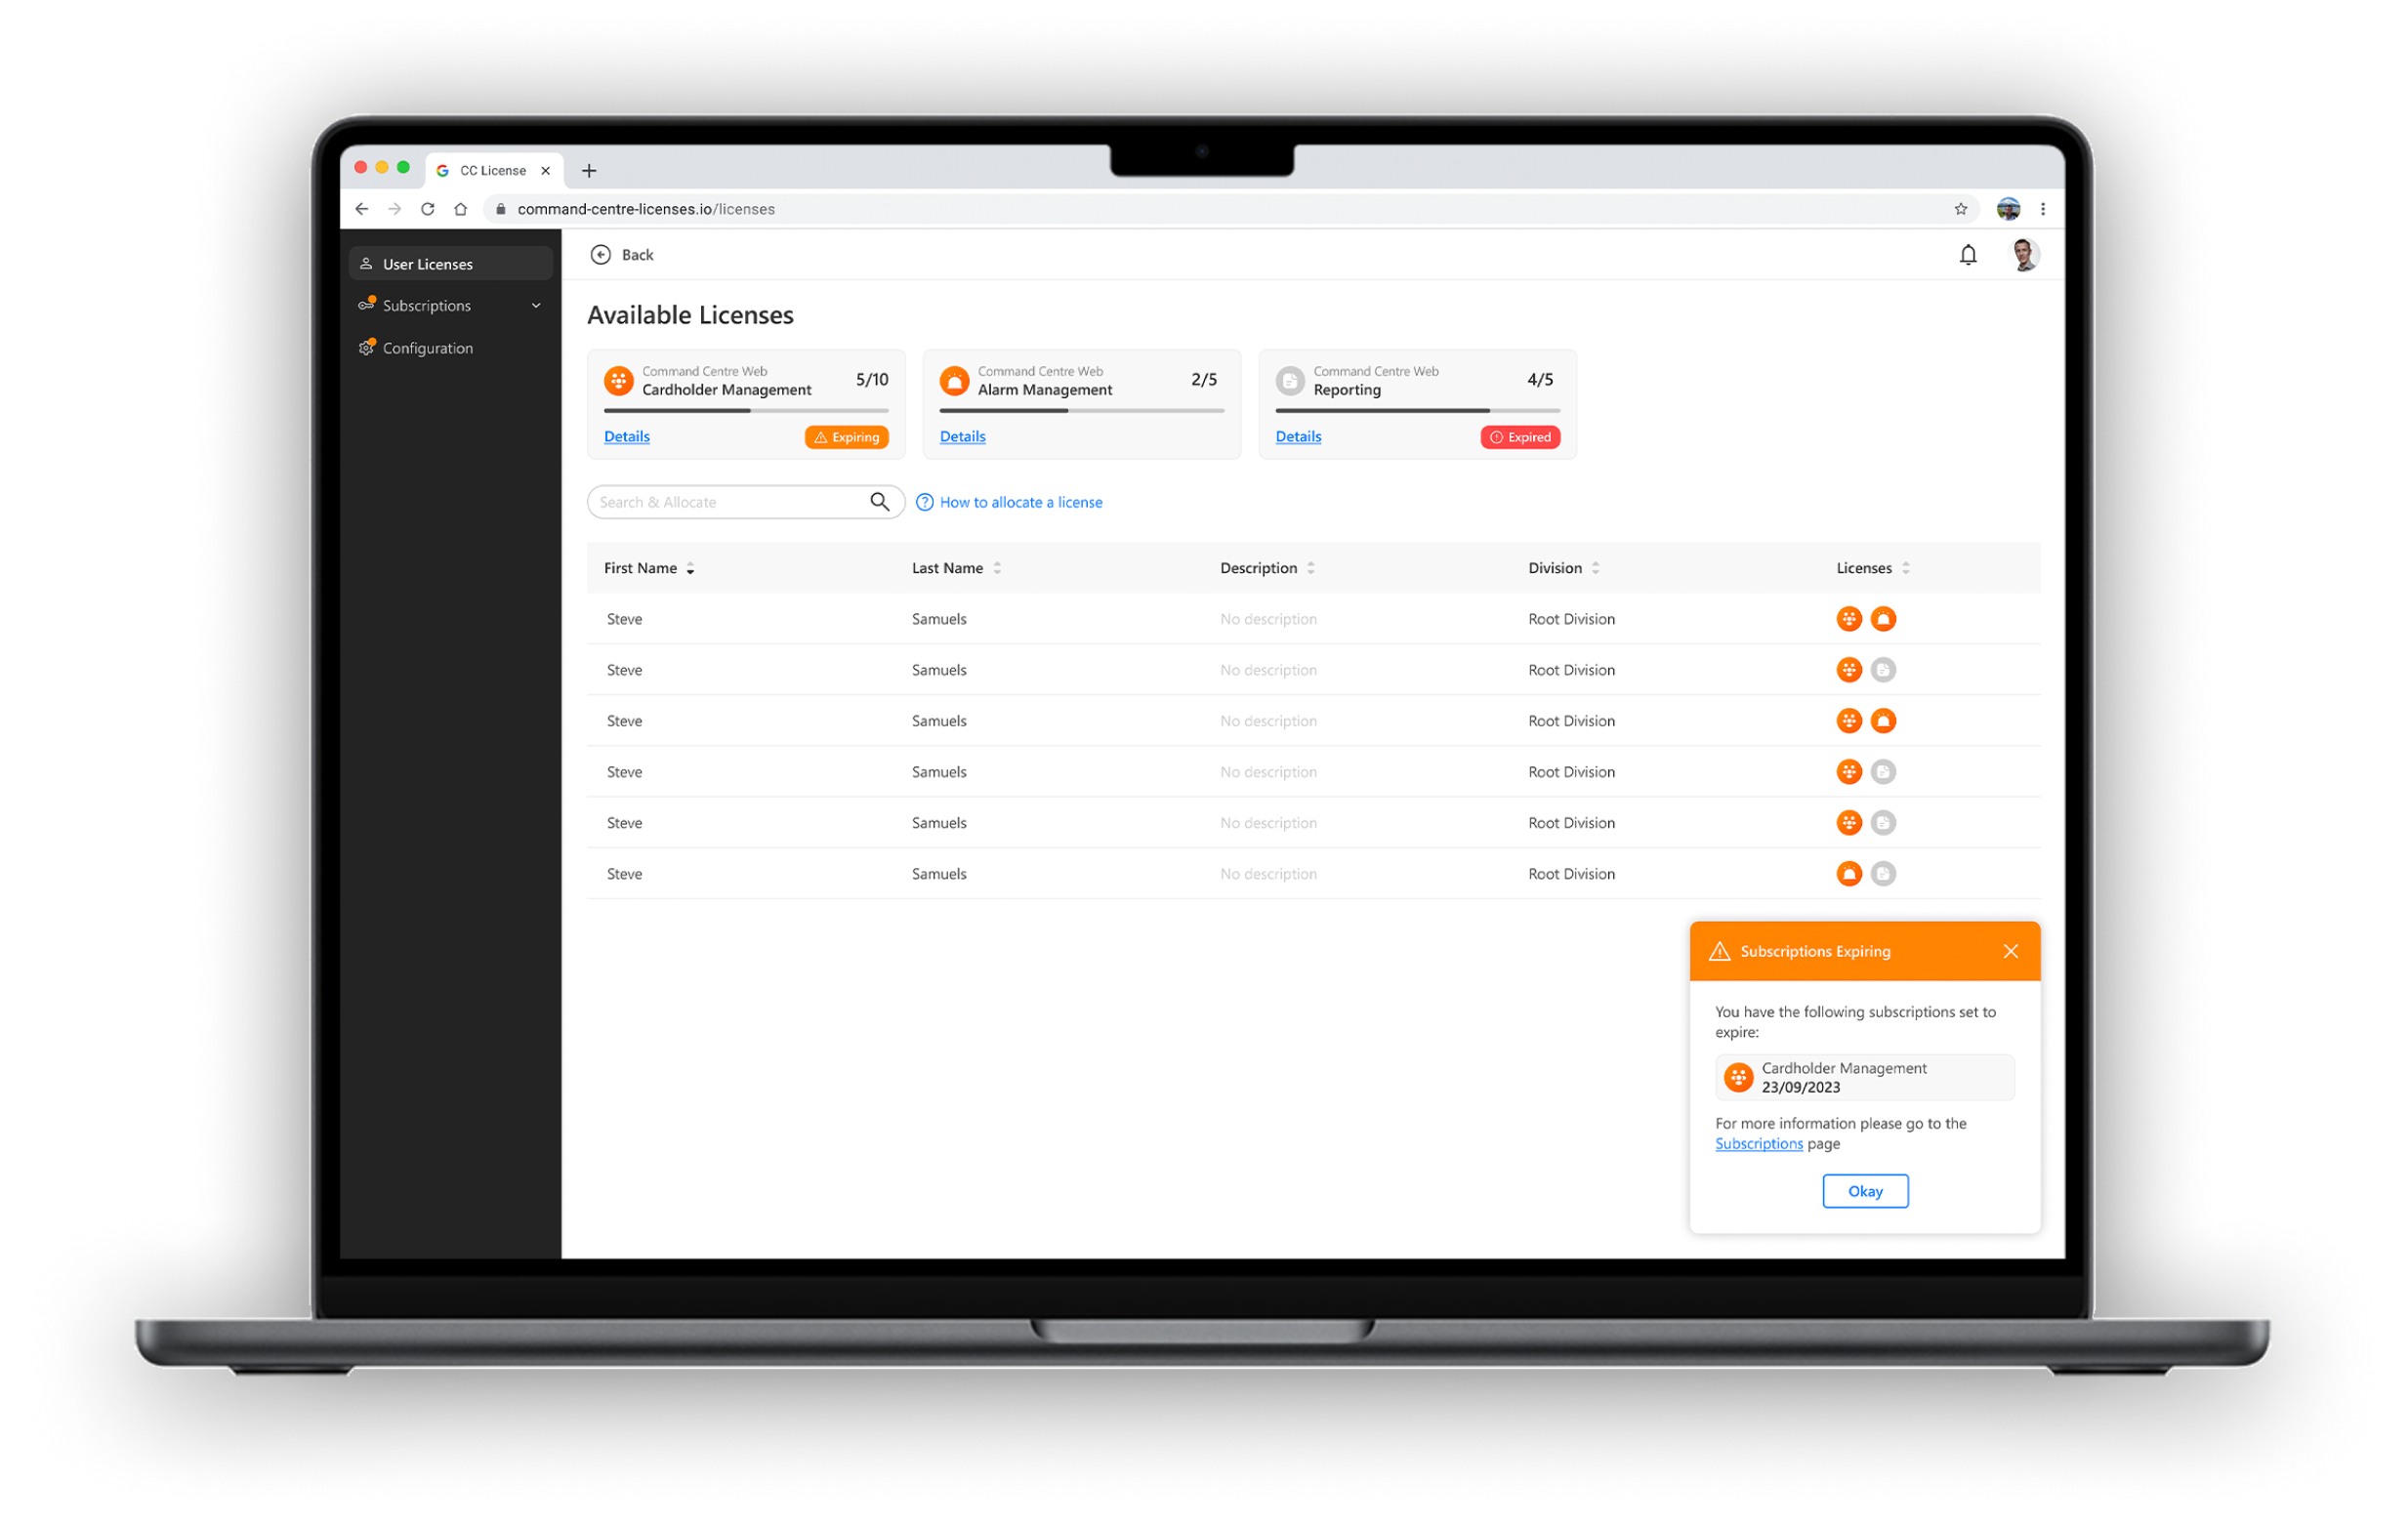 CC License
command-centre-licenses.io/licenses
User Licenses
Subscriptions
Configuration
Back
Available Licenses
Command Centre Web
Cardholder Management
5/10
Details
Expiring
Command Centre Web
Alarm Management
2/5
Details
Command Centre Web
Reporting
4/5
Details
Expired
Search & Allocate
How to allocate a license
First Name Last Name Description Division Licenses
Steve Samuels No description Root Division
Steve Samuels No description Root Division
Steve Samuels No description Root Division
Steve Samuels No description Root Division
Steve Samuels No description Root Division
Steve Samuels No description Root Division
Subscriptions Expiring
You have the following subscriptions set to
expire:
Cardholder Management
23/09/2023
For more information please go to the
Subscriptions page
Okay